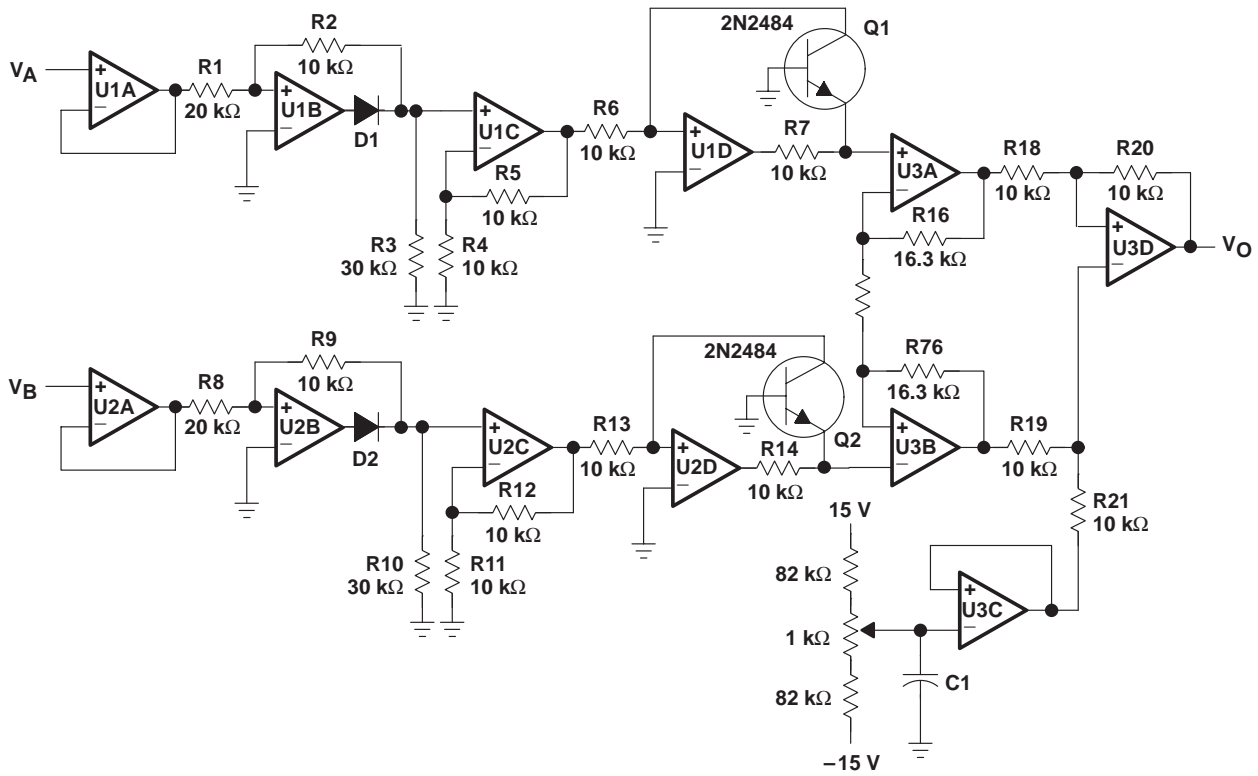 2N2484
Q1
R2
10 kΩ
VA
+
−
U1A
R1
20 kΩ
+
−
U1B
D1
+
−
U1C
R6
10 kΩ
+
−
U1D
R7
10 kΩ
+
−
U3A
R18
10 kΩ
R20
10 kΩ
R5
10 kΩ
R3
30 kΩ
R4
10 kΩ
R16
16.3 kΩ
+
−
U3D
VO
R9
10 kΩ
2N2484
Q2
R76
16.3 kΩ
VB
+
−
U2A
R8
20 kΩ
+
−
U2B
D2
+
−
U2C
R13
10 kΩ
+
−
U2D
R14
10 kΩ
+
−
U3B
R19
10 kΩ
R12
10 kΩ
R10
30 kΩ
R11
10 kΩ
R21
10 kΩ
15 V
82 kΩ
1 kΩ
82 kΩ
−15 V
+
−
U3C
C1